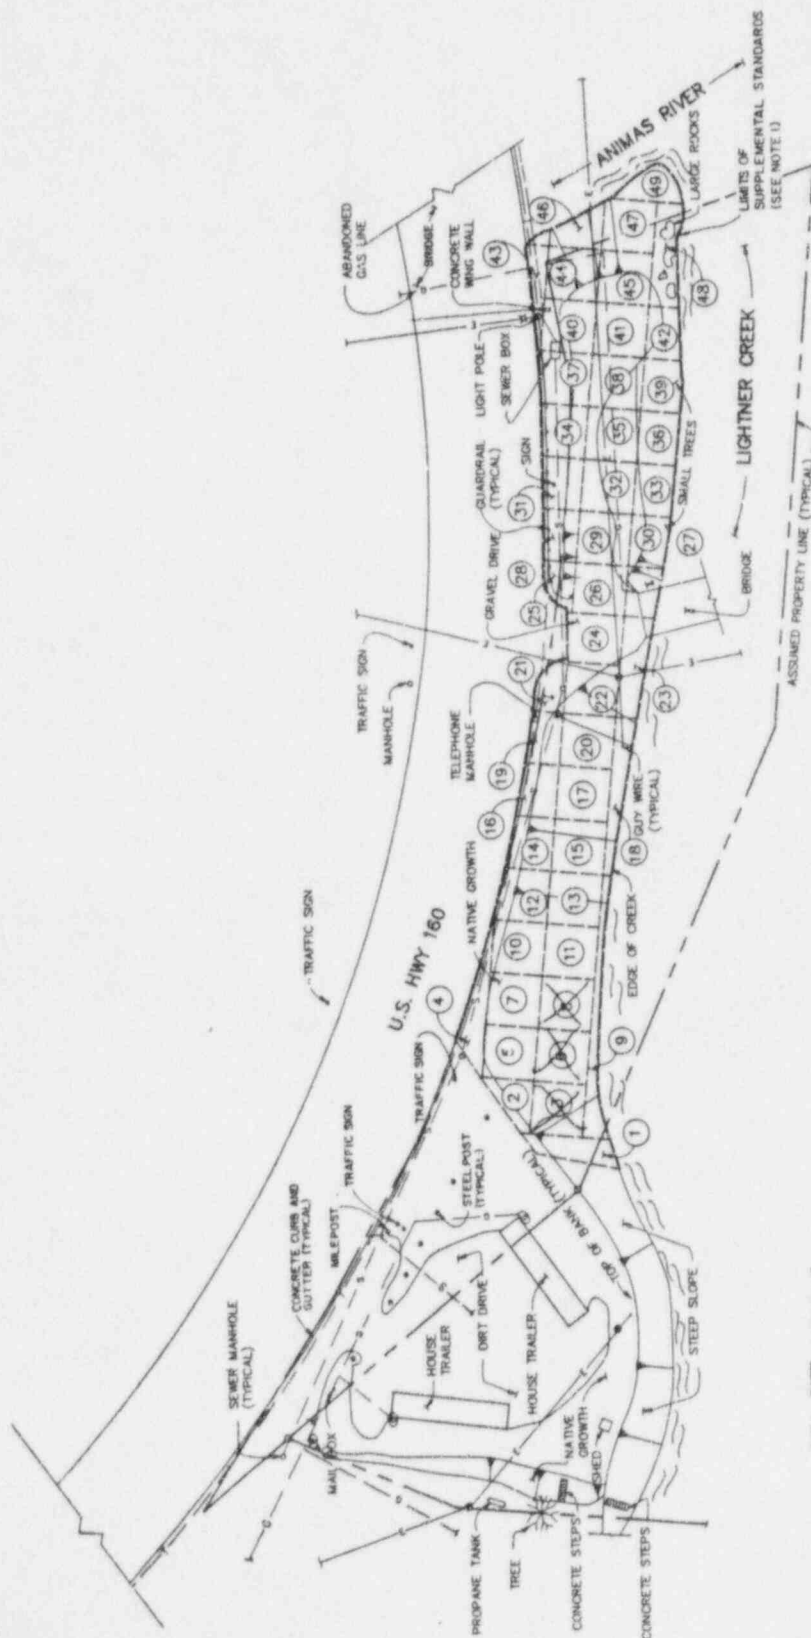 ANIMAS RIVER
LARGE ROCKS
LIMITS OF
SUPPLEMENTAL STANDARDS
(SEE NOTE 1)
ABANDONED
GAS LINE
BRIDGE
CONCRETE
WING WALL
LIGHT POLE
SEWER BOX
GUARDRAIL
(TYPICAL)
SIGN
GRAVEL DRIVE
SMALL TREES
LIGHTNER CREEK
BRIDGE
ASSUMED PROPERTY LINE (TYPICAL)
TRAFFIC SIGN
MANHOLE
TELEPHONE
MANHOLE
GUY WIRE
(TYPICAL)
EDGE OF CREEK
NATIVE GROWTH
TRAFFIC SIGN
U.S. HWY 160
TRAFFIC SIGN
TRAFFIC SIGN
MILEPOST
STEEL POST
(TYPICAL)
CONCRETE CURB AND
GUTTER (TYPICAL)
TOP OF BANK (TYPICAL)
STEEP SLOPE
DIRT DRIVE
HOUSE TRAILER
HOUSE
TRAILER
SEWER MANHOLE
(TYPICAL)
MAIL BOX
NATIVE
GROWTH
SHED
PROPANE TANK
TREE
CONCRETE STEPS
CONCRETE STEPS
1
2
4
5
7
9
10
11
12
13
14
15
16
17
18
19
20
21
22
23
24
25
26
27
28
29
30
31
32
33
34
35
36
37
38
39
40
41
42
43
44
45
46
47
48
49